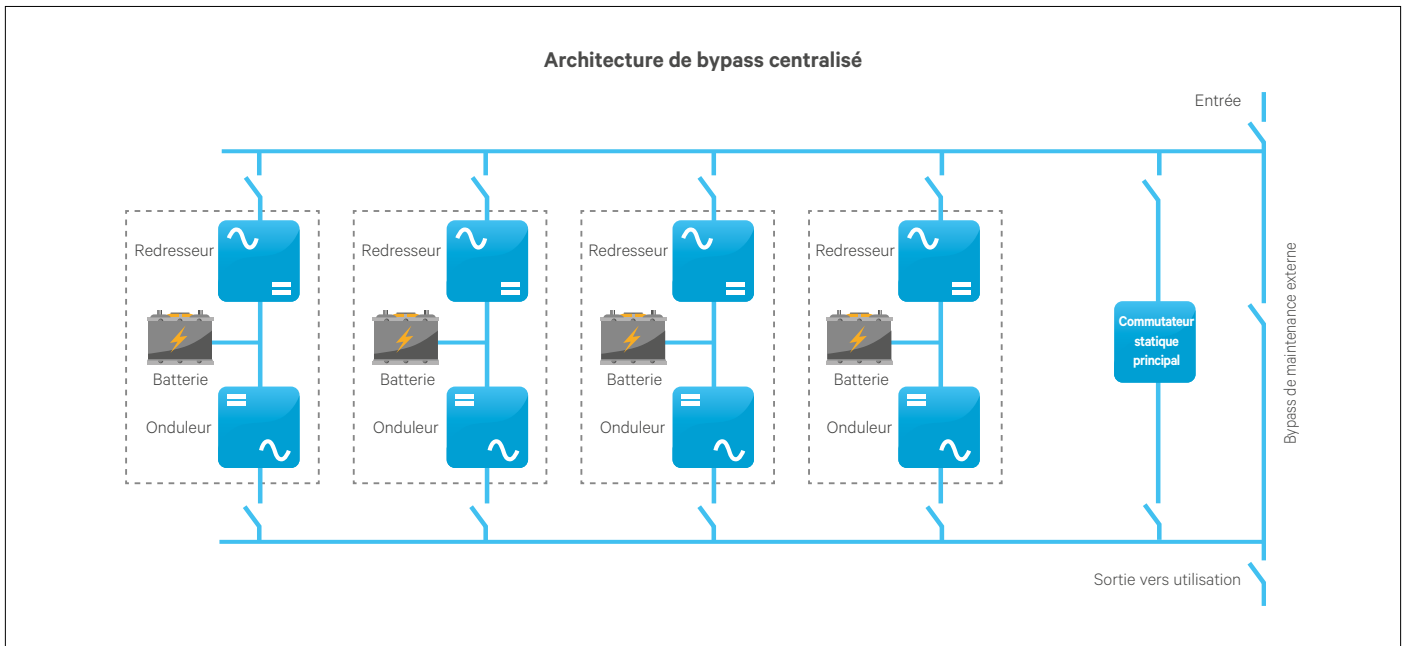 Architecture de bypass centralisé
Entrée
Redresseur
Redresseur
Redresseur
Redresseur
Batterie
Batterie
Batterie
Batterie
Onduleur
Onduleur
Onduleur
Onduleur
Commutateur
statique
principal
Bypass de maintenance externe
Sortie vers utilisation